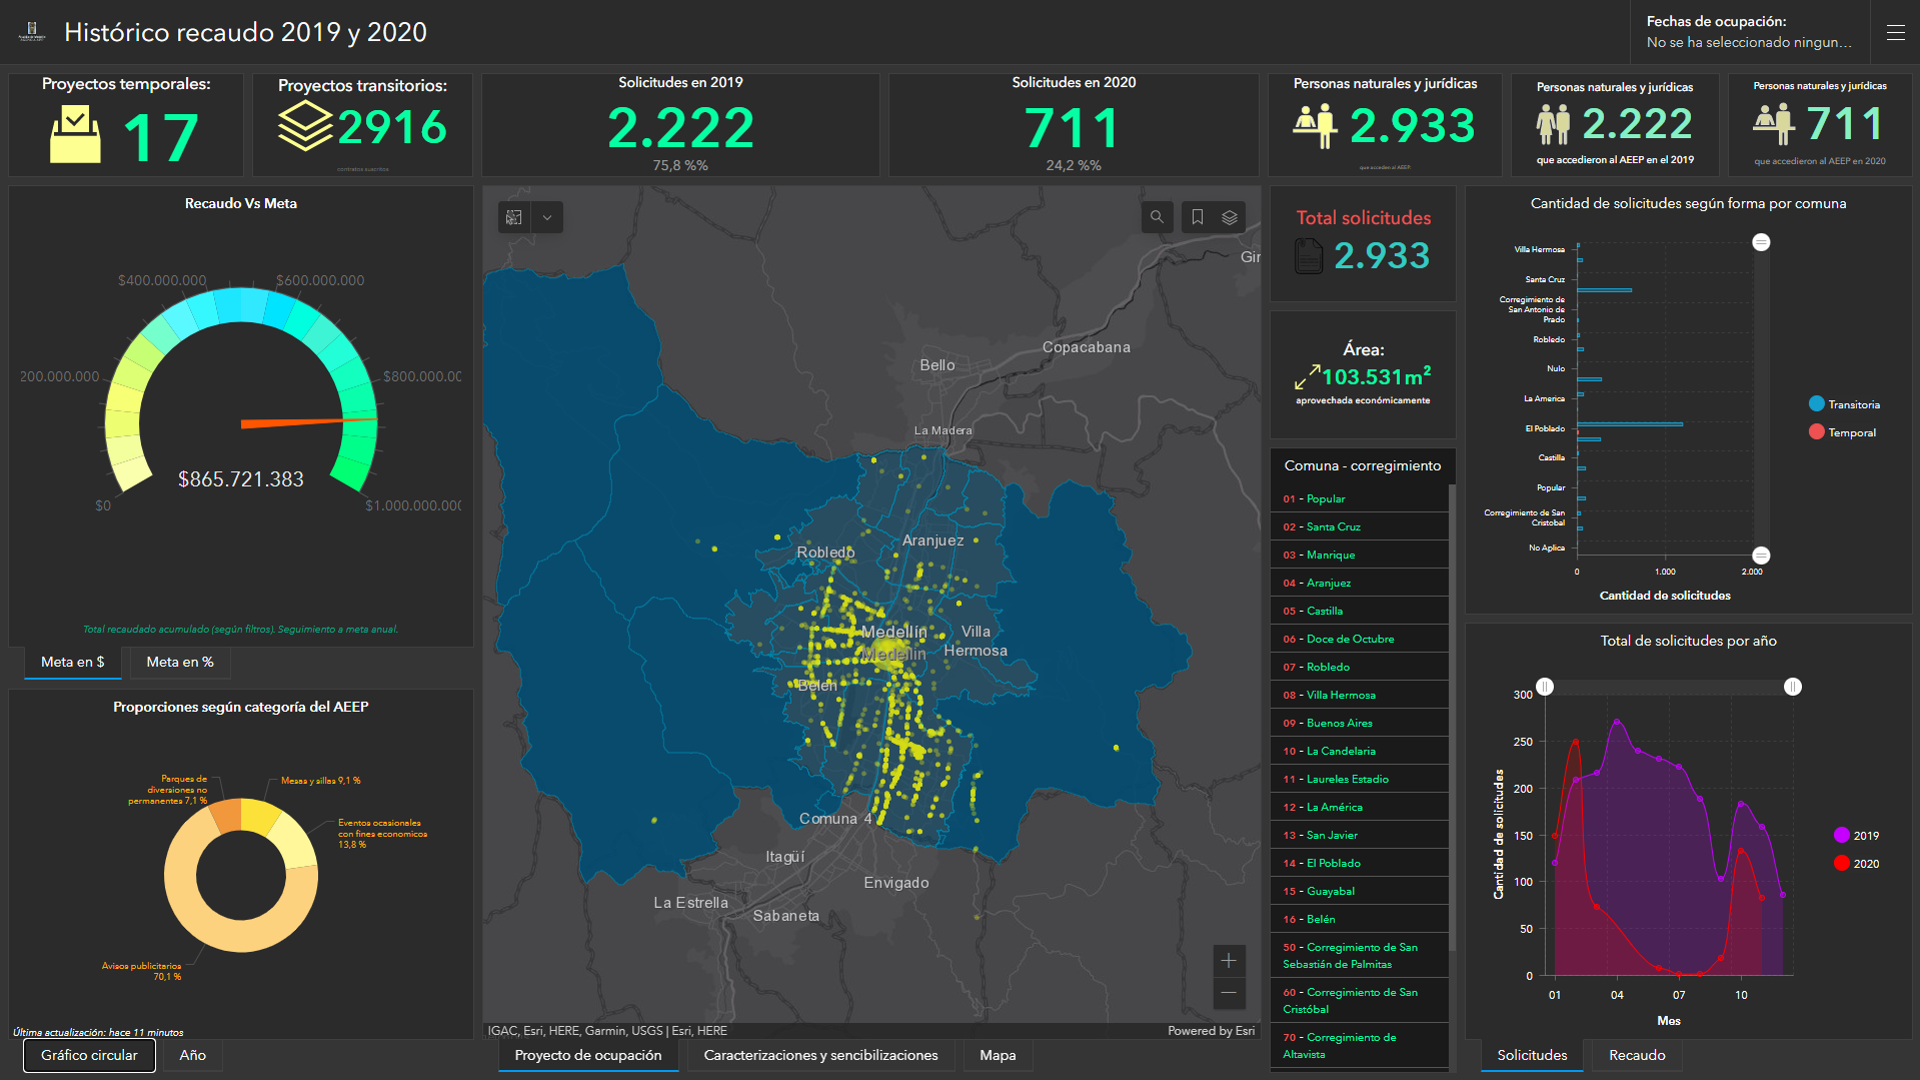 Histórico recaudo 2019 y 2020
Fechas de ocupación:
No se ha seleccionado ningun...
Proyectos temporales:
17
Proyectos transitorios:
2916
contratos suscritos
Solicitudes en 2019
2.222
75,8 %%
Solicitudes en 2020
711
24,2 %%
Personas naturales y jurídicas
2.933
que acceden al AEEP
Personas naturales y jurídicas
2.222
que accedieron al AEEP en el 2019
Personas naturales y jurídicas
711
que accedieron al AEEP en 2020
Recaudo Vs Meta
$400.000.000
$600.000.000
200.000.000
$800.000.00
$865.721.383
$0
$1.000.000.000
Total recaudado acumulado (según filtros). Seguimiento a meta anual.
Meta en $
Meta en %
Proporciones según categoría del AEEP
Parques de
diversiones no
permanentes 7,1 %
Mesas y sillas 9,1 %
Eventos ocasionales
con fines economicos
13,8 %
Avisos publicitarios
70,1 %
Última actualización: hace 11 minutos
Gráfico circular
Año
Gir
Copacabana
Bello
La Madera
Aranjuez
Robledo
Medellín
Medellín
Villa
Hermosa
Belén
Comuna 4
Itagüí
Envigado
La Estrella
Sabaneta
IGAC, Esri, HERE, Garmin, USGS | Esri, HERE
Powered by Esri
Proyecto de ocupación
Caracterizaciones y sencibilizaciones
Mapa
Total solicitudes
2.933
Área:
103.531m²
aprovechada económicamente
Comuna - corregimiento
01 - Popular
02 - Santa Cruz
03 - Manrique
04 - Aranjuez
05 - Castilla
06 - Doce de Octubre
07 - Robledo
08 - Villa Hermosa
09 - Buenos Aires
10 - La Candelaria
11 - Laureles Estadio
12 - La América
13 - San Javier
14 - El Poblado
15 - Guayabal
16 - Belén
50 - Corregimiento de San
Sebastián de Palmitas
60 - Corregimiento de San
Cristóbal
70 - Corregimiento de
Altavista
Cantidad de solicitudes según forma por comuna
Villa Hermosa
Santa Cruz
Corregimiento de
San Antonio de
Prado
Robledo
Nulo
La America
El Poblado
Castilla
Popular
Corregimiento de San
Cristobal
No Aplica
0
1.000
2.000
Cantidad de solicitudes
Transitoria
Temporal
Total de solicitudes por año
300
250
200
150
100
50
0
Cantidad de solicitudes
01
04
07
10
Mes
2019
2020
Solicitudes
Recaudo